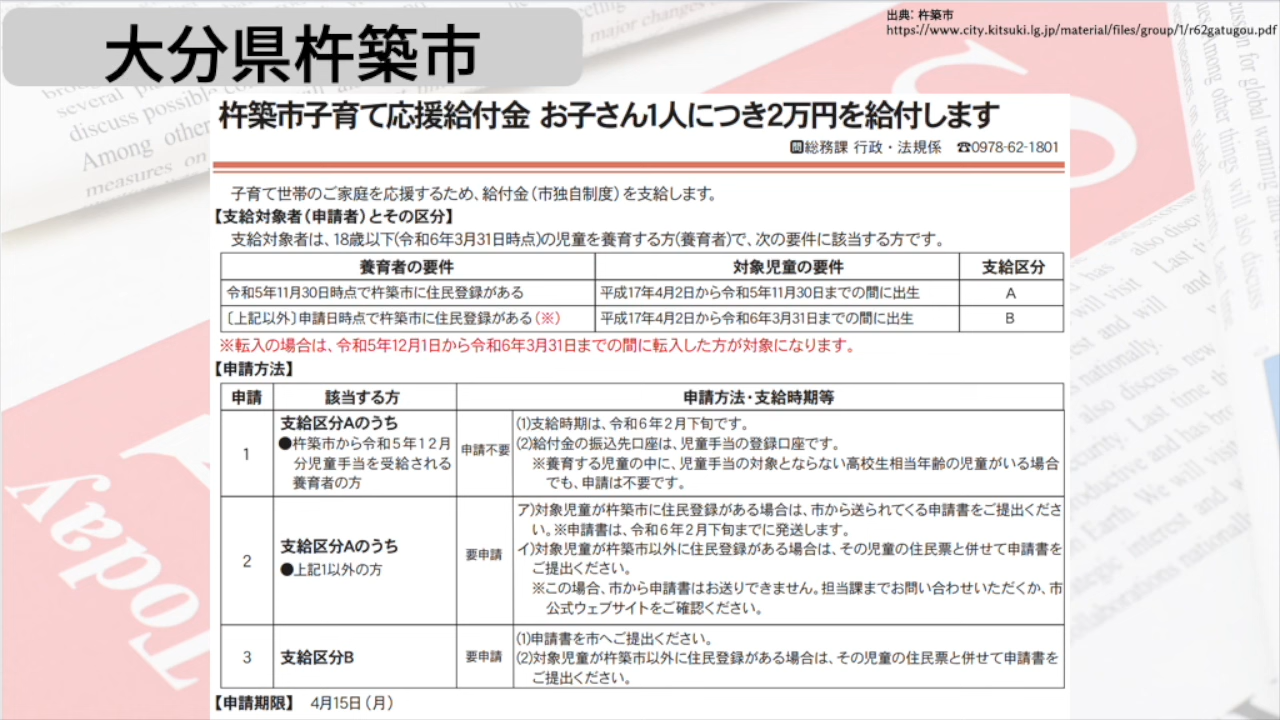 大分県杵築市
出典: 杵築市
https://www.city.kitsuki.lg.jp/material/files/group/1/r62gatugou.pdf
杵築市子育て応援給付金 お子さん1人につき2万円を給付します
問総務課 行政・法規係 ☎0978-62-1801
子育て世帯のご家庭を応援するため、給付金(市独自制度)を支給します。
【支給対象者(申請者)とその区分】
支給対象者は、18歳以下(令和6年3月31日時点)の児童を養育する方(養育者)で、次の要件に該当する方です。
養育者の要件 対象児童の要件 支給区分
令和5年11月30日時点で杵築市に住民登録がある 平成17年4月2日から令和5年11月30日までの間に出生 A
〔上記以外〕申請日時点で杵築市に住民登録がある(※) 平成17年4月2日から令和6年3月31日までの間に出生 B
※転入の場合は、令和5年12月1日から令和6年3月31日までの間に転入した方が対象になります。
【申請方法】
申請 該当する方 申請方法・支給時期等
1
支給区分Aのうち
●杵築市から令和5年12月
分児童手当を受給される
養育者の方
申請不要
(1)支給時期は、令和6年2月下旬です。
(2)給付金の振込先口座は、児童手当の登録口座です。
※養育する児童の中に、児童手当の対象とならない高校生相当年齢の児童がいる場合
でも、申請は不要です。
2
支給区分Aのうち
●上記1以外の方
要申請
ア)対象児童が杵築市に住民登録がある場合は、市から送られてくる申請書をご提出くださ
い。※申請書は、令和6年2月下旬までに発送します。
イ)対象児童が杵築市以外に住民登録がある場合は、その児童の住民票と併せて申請書を
ご提出ください。
※この場合、市から申請書はお送りできません。担当課までお問い合わせいただくか、市
公式ウェブサイトをご確認ください。
3
支給区分B
要申請
(1)申請書を市へご提出ください。
(2)対象児童が杵築市以外に住民登録がある場合は、その児童の住民票と併せて申請書を
ご提出ください。
【申請期限】 4月15日(月)
Today